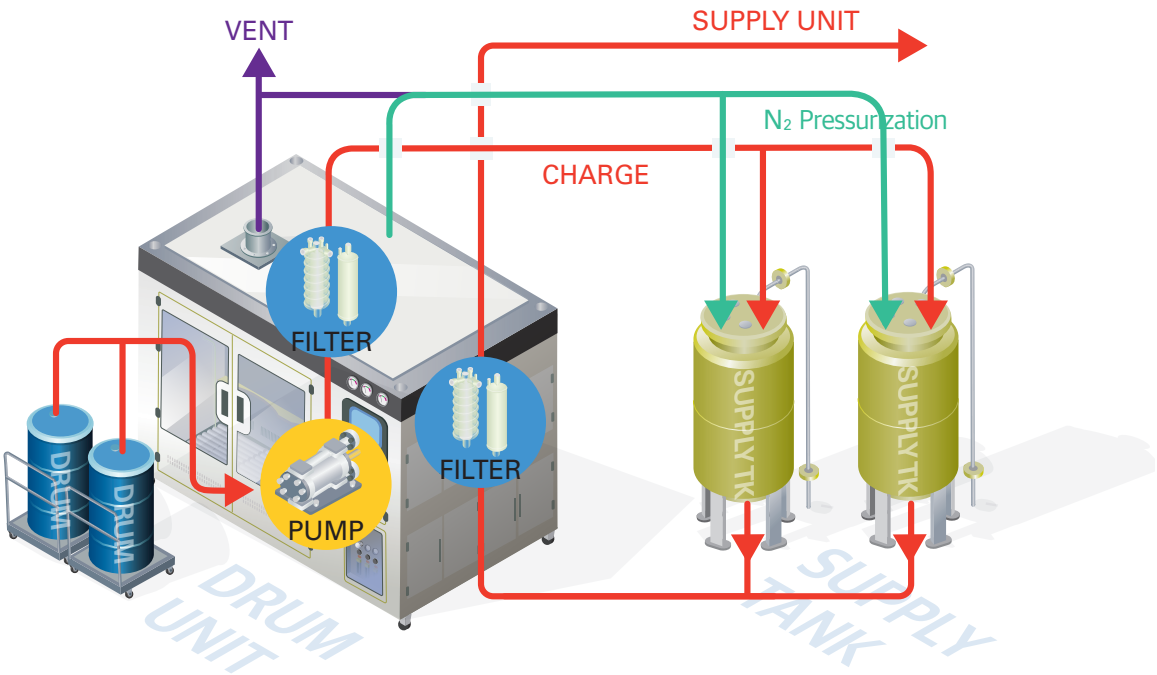 SUPPLY UNIT
VENT
N₂ Pressurization
CHARGE
FILTER
FILTER
PUMP
DRUM
DRUM
SUPPLY TK
SUPPLY TK
DRUM
UNIT
SUPPLY
TANK